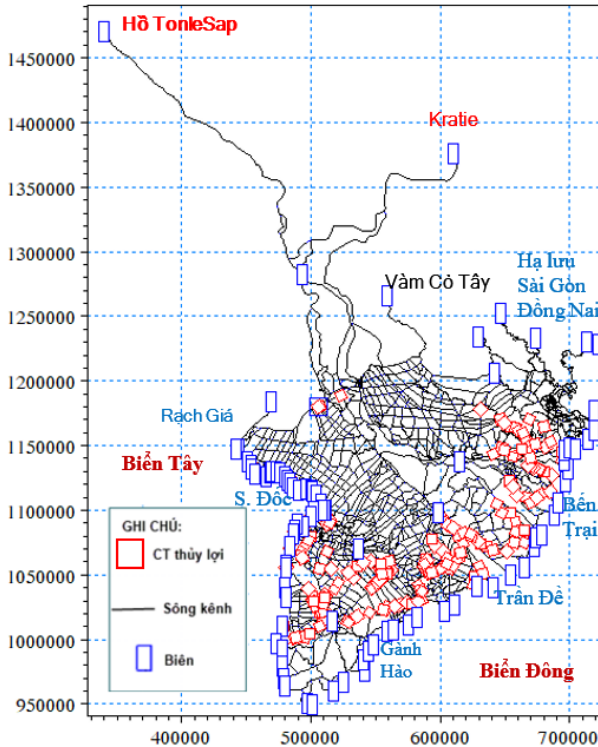 Hồ TonleSap
1450000
Kratie
1400000
1350000
1300000
Hạ lưu
Sài Gòn
Đồng Nai
Vàm Cỏ Tây
1250000
1200000
Rạch Giá
1150000
Biển Tây
S. Đốc
1100000
Bến
Trại
GHI CHÚ:
CT thủy lợi
1050000
Sông kênh
Trần Đề
1000000
Biên
Gành
Hào
Biển Đông
950000
400000
500000
600000